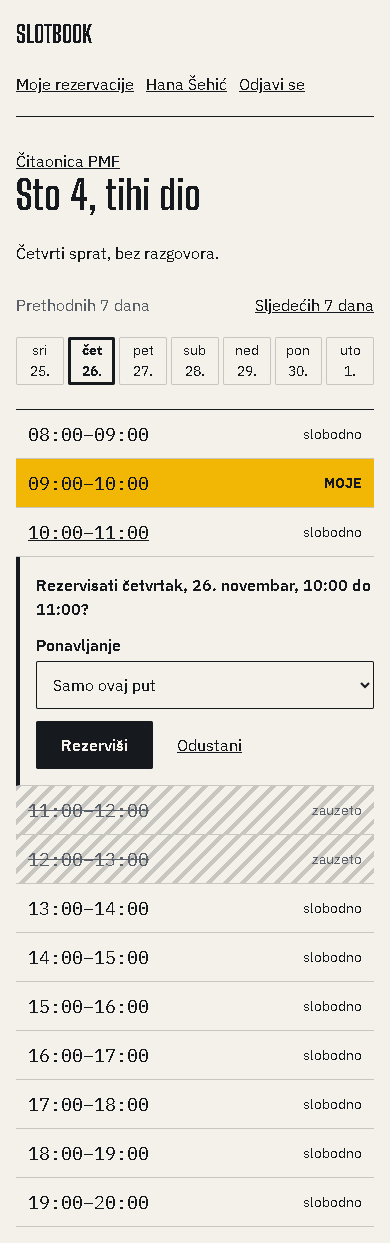 SLOTBOOK
Moje rezervacije Hana Šehić Odjavi se
Čitaonica PMF
Sto 4, tihi dio
Četvrti sprat, bez razgovora.
Prethodnih 7 dana Sljedećih 7 dana
sri čet pet sub ned pon uto
25. 26. 27. 28. 29. 30. 1.
08:00–09:00 slobodno
09:00–10:00 MOJE
10:00–11:00 slobodno
Rezervisati četvrtak, 26. novembar, 10:00 do
11:00?
Ponavljanje
Samo ovaj put
Rezerviši Odustani
11:00–12:00 zauzeto
12:00–13:00 zauzeto
13:00–14:00 slobodno
14:00–15:00 slobodno
15:00–16:00 slobodno
16:00–17:00 slobodno
17:00–18:00 slobodno
18:00–19:00 slobodno
19:00–20:00 slobodno